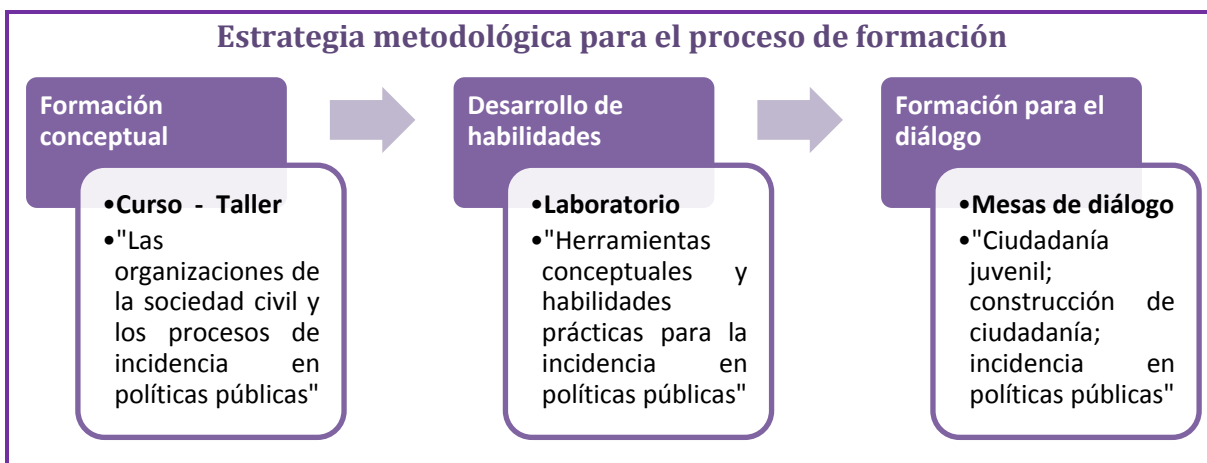 Estrategia metodológica para el proceso de formación
Formación
conceptual
•Curso - Taller
•"Las
organizaciones de
la sociedad civil y
los procesos de
incidencia en
políticas públicas"
Desarrollo de
habilidades
•Laboratorio
•"Herramientas
conceptuales y
habilidades
prácticas para la
incidencia en
políticas públicas"
Formación para el
diálogo
•Mesas de diálogo
•"Ciudadanía
juvenil;
construcción de
ciudadanía;
incidencia en
políticas públicas"